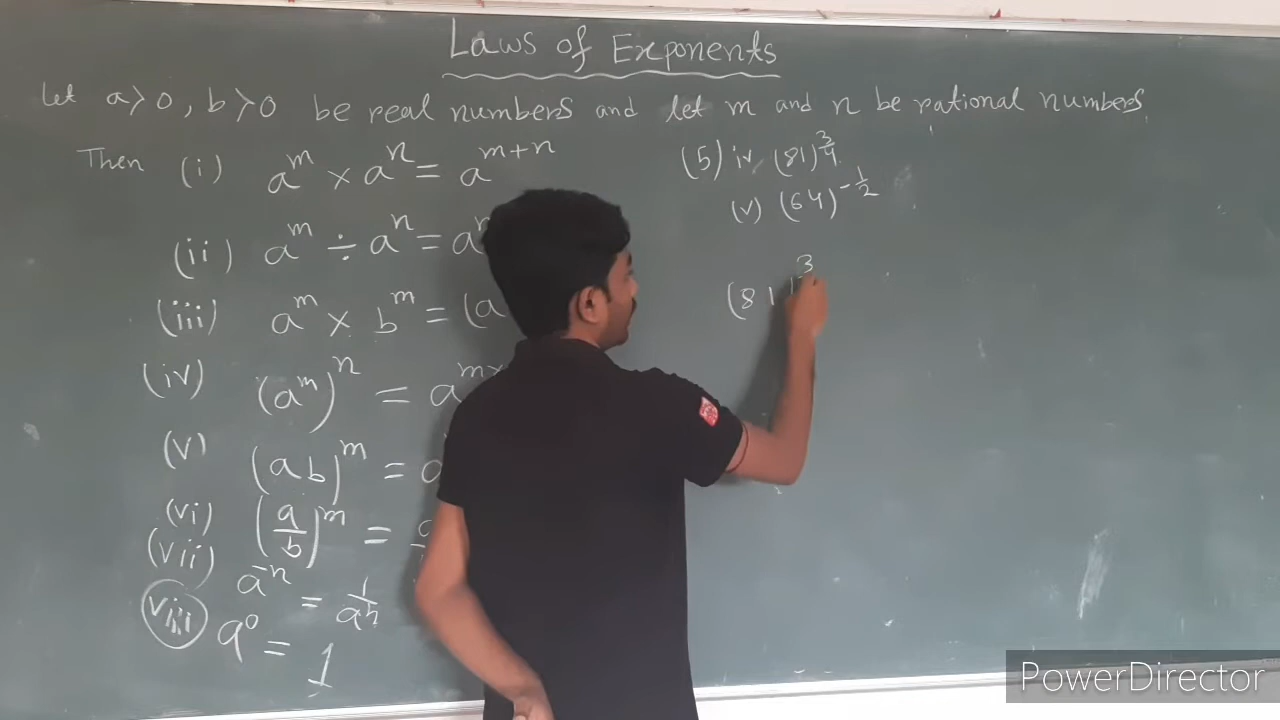 Laws of Exponents
Let a > 0, b > 0 be real numbers and let m and n be rational numbers.
Then (i) a^m × a^n = a^{m+n}
(ii) a^m ÷ a^n = a
(iii) a^m × b^m = (a
(iv) (a^m)^n = a^{m×
(v) (ab)^m = a
(vi) (a/b)^m =
(vii) a^{-n} = 1/a^n
(viii) a^0 = 1
(5) iv (81)^{3/4}
(v) (64)^{-1/2}
(81)^3
PowerDirector